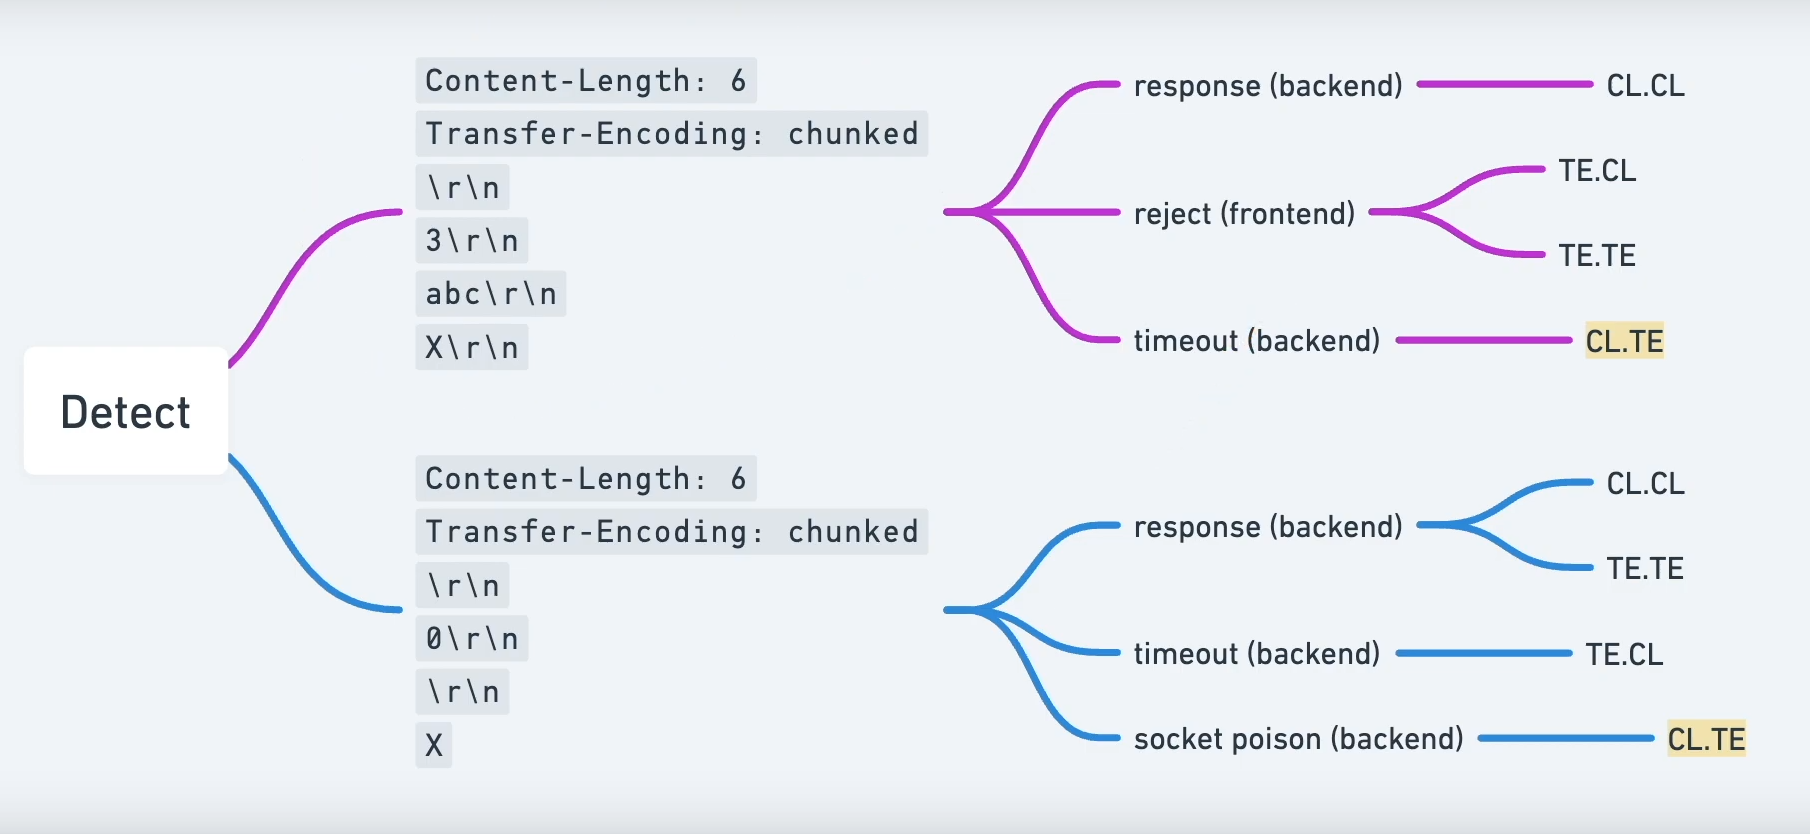 Detect
Content-Length: 6
Transfer-Encoding: chunked
\r\n
3\r\n
abc\r\n
X\r\n
response (backend)
CL.CL
reject (frontend)
TE.CL
TE.TE
timeout (backend)
CL.TE
Content-Length: 6
Transfer-Encoding: chunked
\r\n
0\r\n
\r\n
X
response (backend)
CL.CL
TE.TE
timeout (backend)
TE.CL
socket poison (backend)
CL.TE